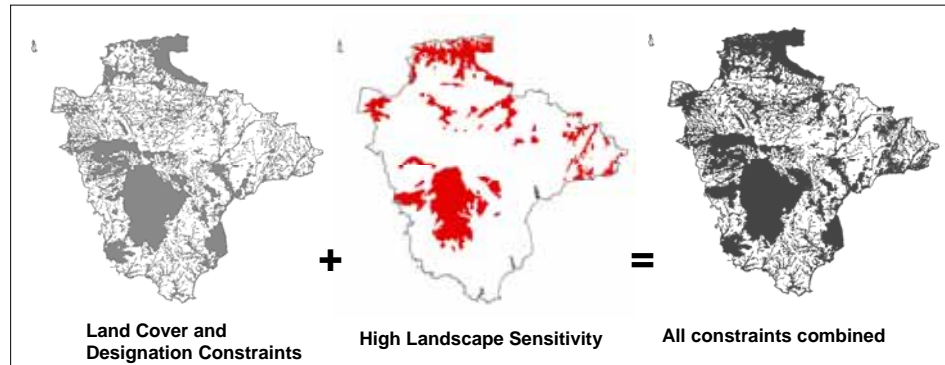 +
=
Land Cover and
Designation Constraints
High Landscape Sensitivity
All constraints combined